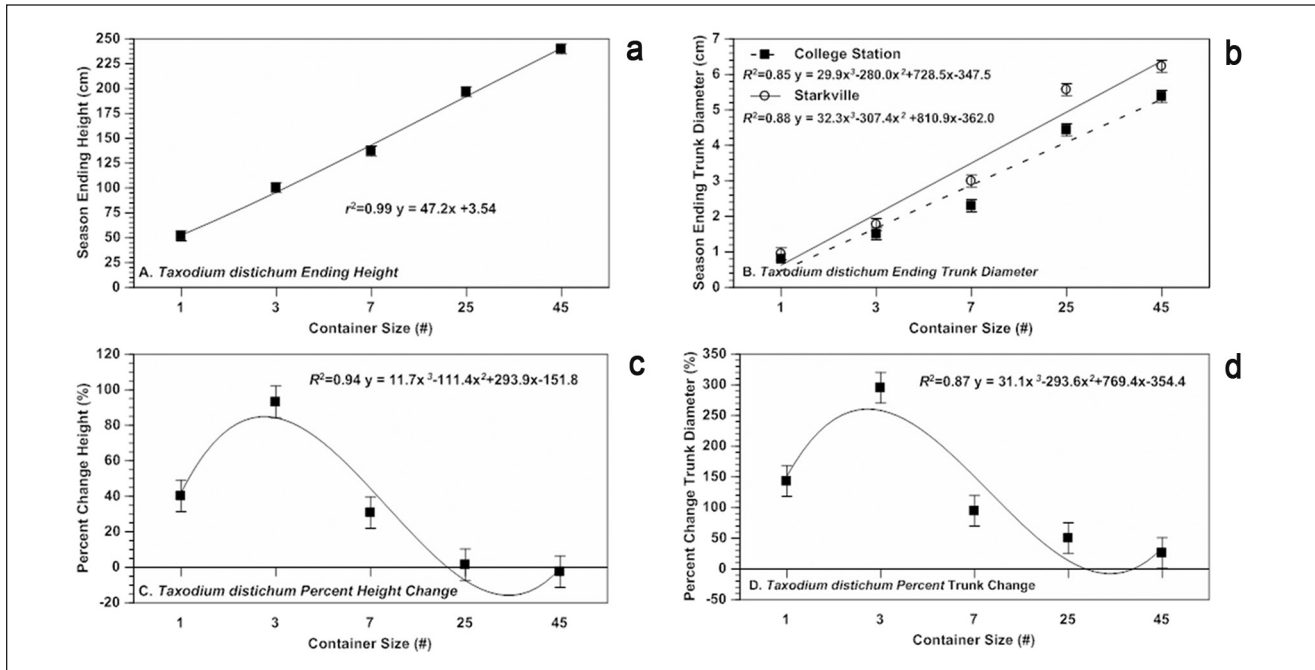 a
250
225
200
175
150
125
100
75
50
25
0
Season Ending Height (cm)
r²=0.99 y = 47.2x +3.54
A. Taxodium distichum Ending Height
1 3 7 25 45
Container Size (#)
b
7
6
5
4
3
2
1
0
Season Ending Trunk Diameter (cm)
College Station
R²=0.85 y = 29.9x³-280.0x²+728.5x-347.5
Starkville
R²=0.88 y = 32.3x³-307.4x² +810.9x-362.0
B. Taxodium distichum Ending Trunk Diameter
1 3 7 25 45
Container Size (#)
c
120
100
80
60
40
20
0
-20
Percent Change Height (%)
R²=0.94 y = 11.7x³-111.4x²+293.9x-151.8
C. Taxodium distichum Percent Height Change
1 3 7 25 45
Container Size (#)
d
350
300
250
200
150
100
50
0
-50
Percent Change Trunk Diameter (%)
R²=0.87 y = 31.1x³-293.6x²+769.4x-354.4
D. Taxodium distichum Percent Trunk Change
1 3 7 25 45
Container Size (#)